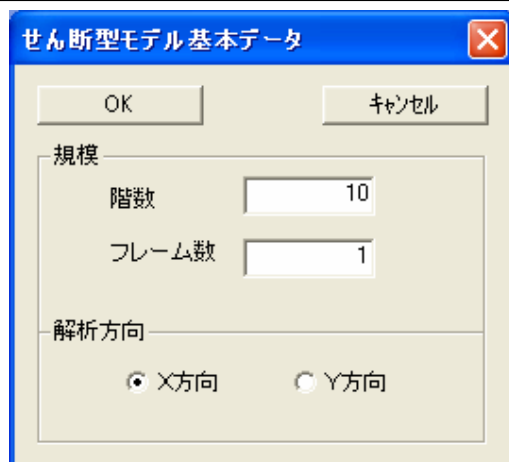 せん断型モデル基本データ
OK ｷｬﾝｾﾙ
規模
階数 10
フレーム数 1
解析方向
X方向 Y方向